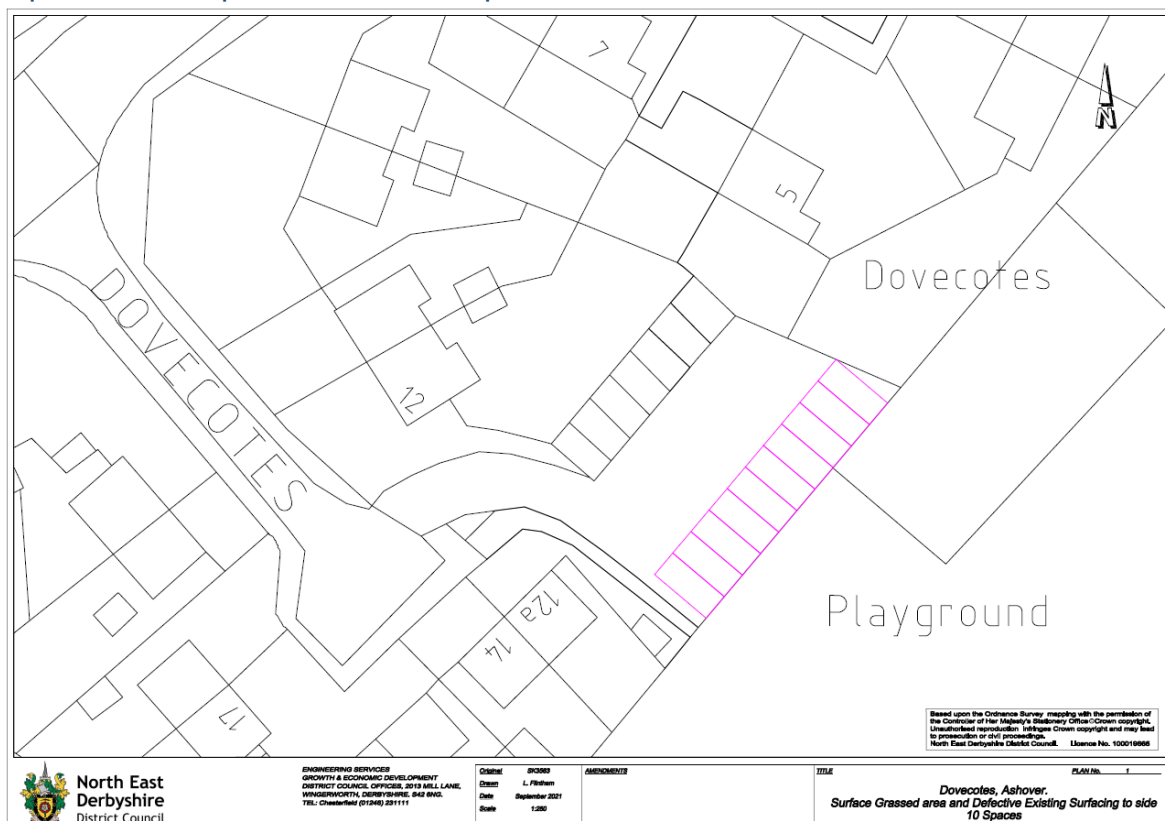 7
N
5
Dovecotes
DOVECOTES
12
Playground
12a
14
17
Based upon the Ordnance Survey mapping with the permission of
the Controller of Her Majesty's Stationery Office ©Crown copyright.
Unauthorised reproduction infringes Crown copyright and may lead
to prosecution or civil proceedings.
North East Derbyshire District Council. Licence No. 100019666
North East
Derbyshire
District Council
ENGINEERING SERVICES
GROWTH & ECONOMIC DEVELOPMENT
DISTRICT COUNCIL OFFICES, 2013 MILL LANE,
WINGERWORTH, DERBYSHIRE. S42 6NG.
TEL: Chesterfield (01246) 231111
Original SK3563
Drawn L. Flintham
Date September 2021
Scale 1:250
AMENDMENTS
TITLE
PLAN No. 1
Dovecotes, Ashover.
Surface Grassed area and Defective Existing Surfacing to side
10 Spaces